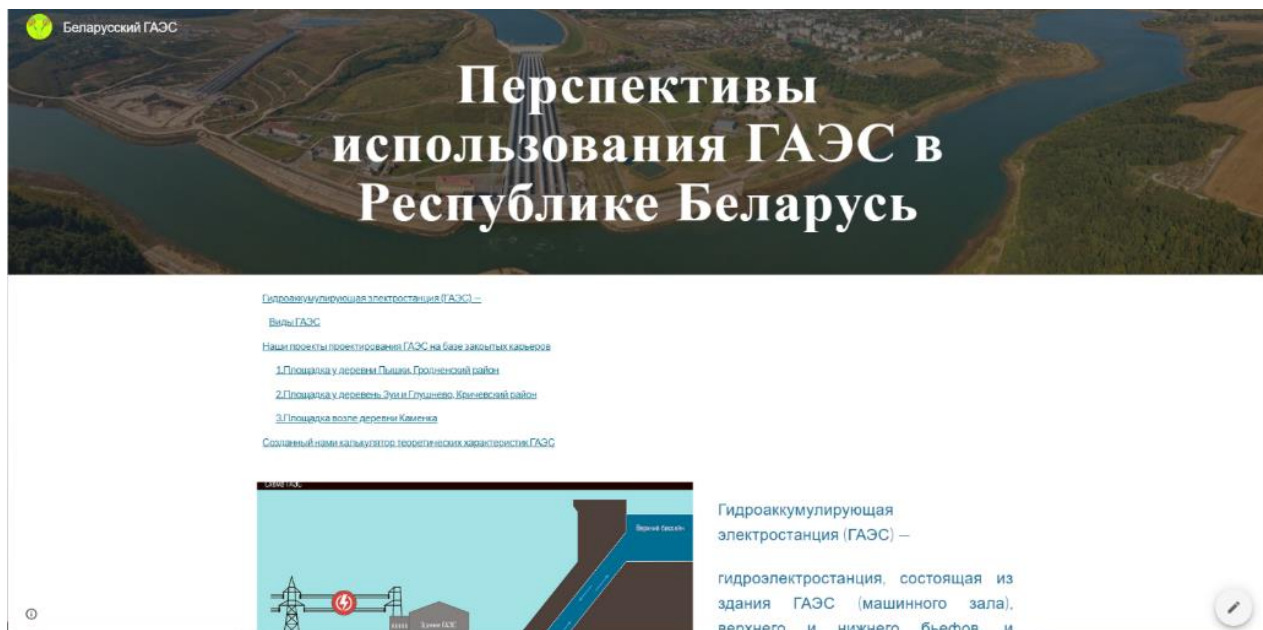 Беларусский ГАЭС
Перспективы
использования ГАЭС в
Республике Беларусь
Гидроаккумулирующая электростанция (ГАЭС) —
Виды ГАЭС
Наши проекты проектирования ГАЭС на базе закрытых карьеров
1.Площадка у деревни Пышки, Гродненский район
2.Площадка у деревень Зуи и Глушнево, Кричевский район
3.Площадка возле деревни Каменка
Созданный нами калькулятор теоретических характеристик ГАЭС
Схема ГАЭС
Верхний бассейн
Здание ГАЭС
Гидроаккумулирующая
электростанция (ГАЭС) —
гидроэлектростанция, состоящая из
здания ГАЭС (машинного зала),
верхнего и нижнего бьефов и